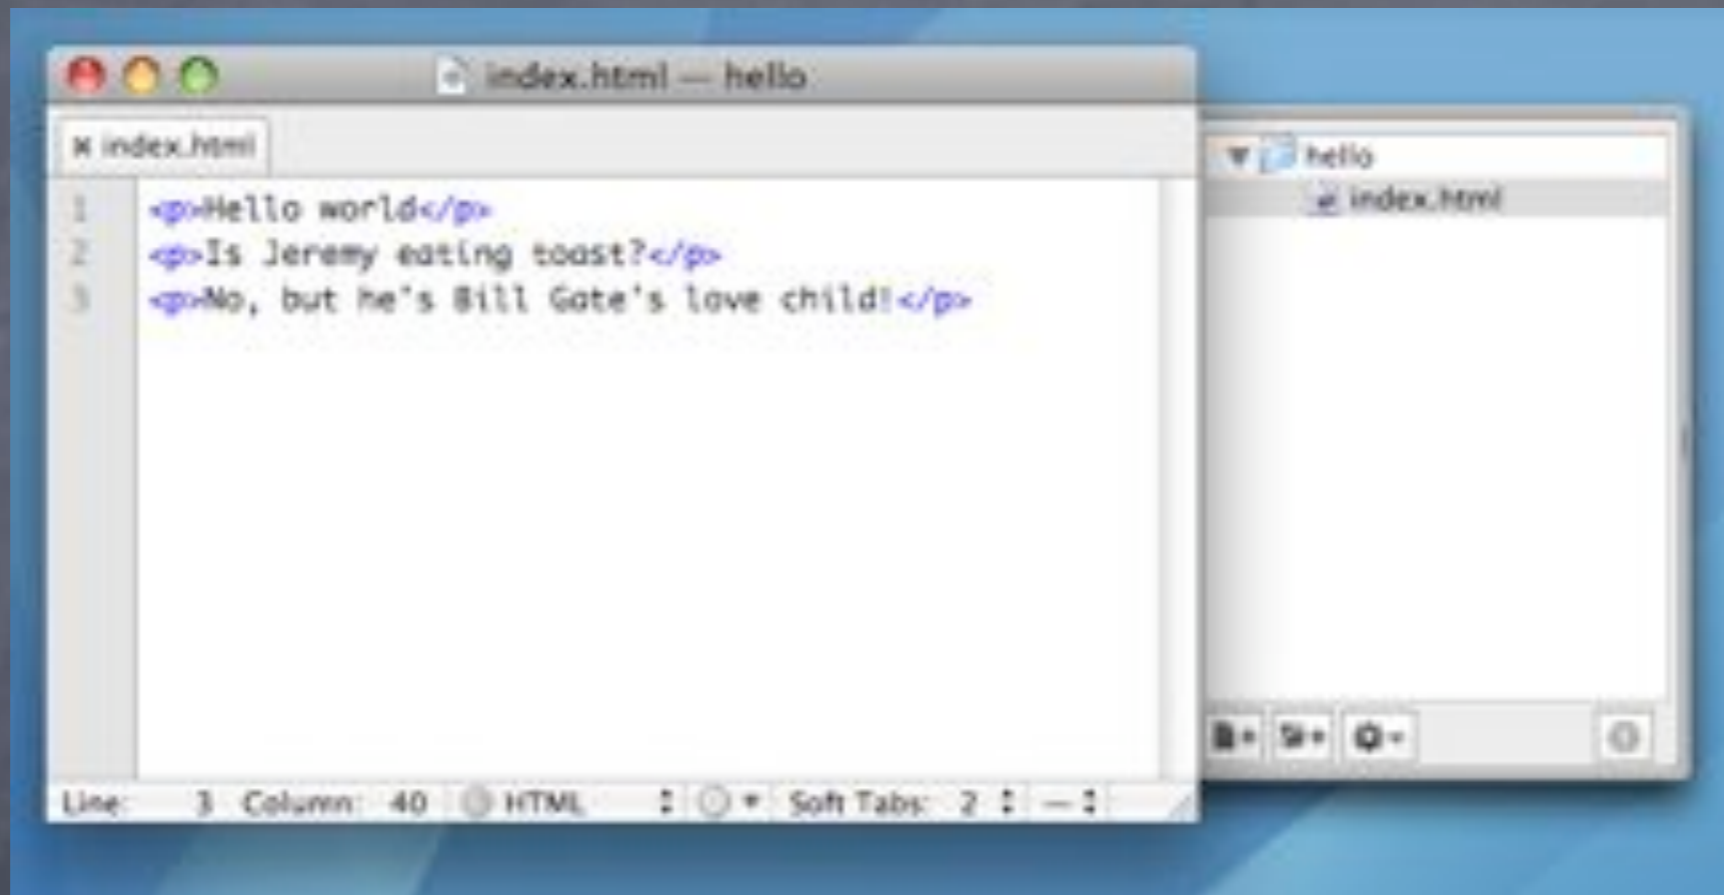 index.html — hello
index.html
1 <p>Hello world</p>
2 <p>Is Jeremy eating toast?</p>
3 <p>No, but he's Bill Gate's love child!</p>
hello
index.html
Line: 3 Column: 40 HTML Soft Tabs: 2 —